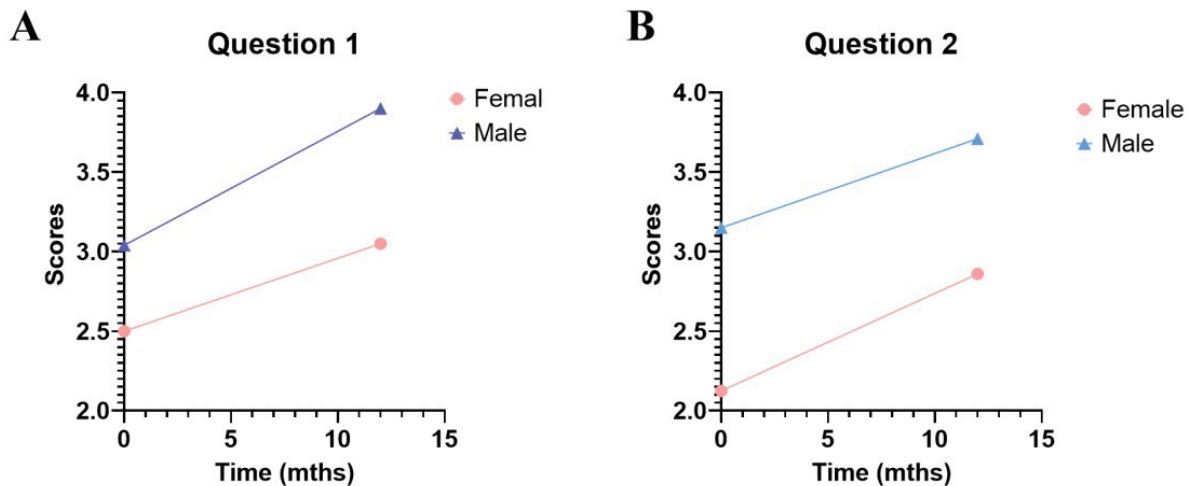 A
Question 1
4.0
3.5
3.0
2.5
2.0
Scores
0 5 10 15
Time (mths)
Femal
Male
B
Question 2
4.0
3.5
3.0
2.5
2.0
Scores
0 5 10 15
Time (mths)
Female
Male